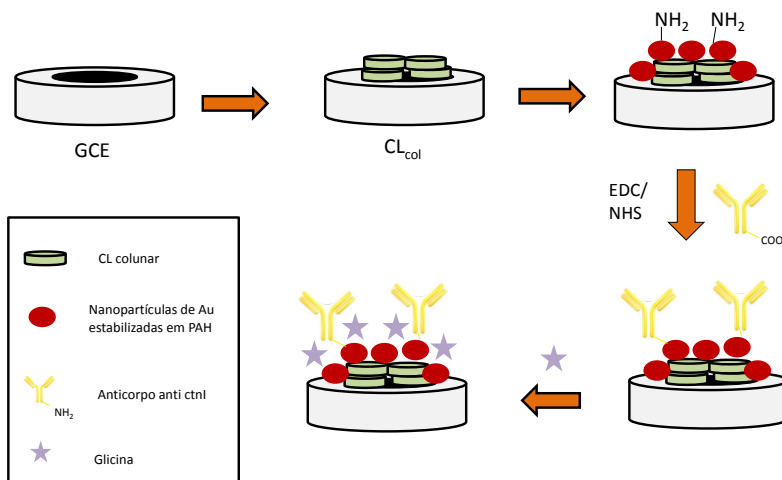 NH2
NH2
GCE
CLcol
EDC/
NHS
COO
CL colunar
Nanopartículas de Au
estabilizadas em PAH
Anticorpo anti ctnI
NH2
Glicina